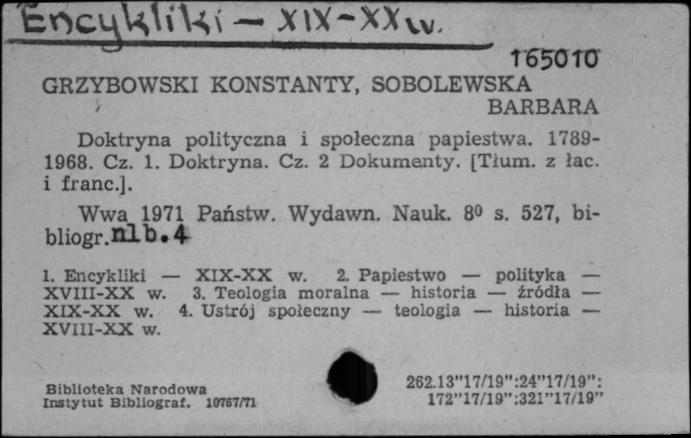 Encykliki – XIX-XX w.
165010
GRZYBOWSKI KONSTANTY, SOBOLEWSKA
BARBARA
Doktryna polityczna i społeczna papiestwa. 1789-
1968. Cz. 1. Doktryna. Cz. 2 Dokumenty. [Tłum. z łac.
i franc.].
Wwa 1971 Państw. Wydawn. Nauk. 8⁰ s. 527, bi-
bliogr. nlb.4
1. Encykliki — XIX-XX w. 2. Papiestwo — polityka —
XVIII-XX w. 3. Teologia moralna — historia — źródła —
XIX-XX w. 4. Ustrój społeczny — teologia — historia —
XVIII-XX w.
Biblioteka Narodowa
Instytut Bibliograf. 10767/71
262.13"17/19":24"17/19":
172"17/19":321"17/19"